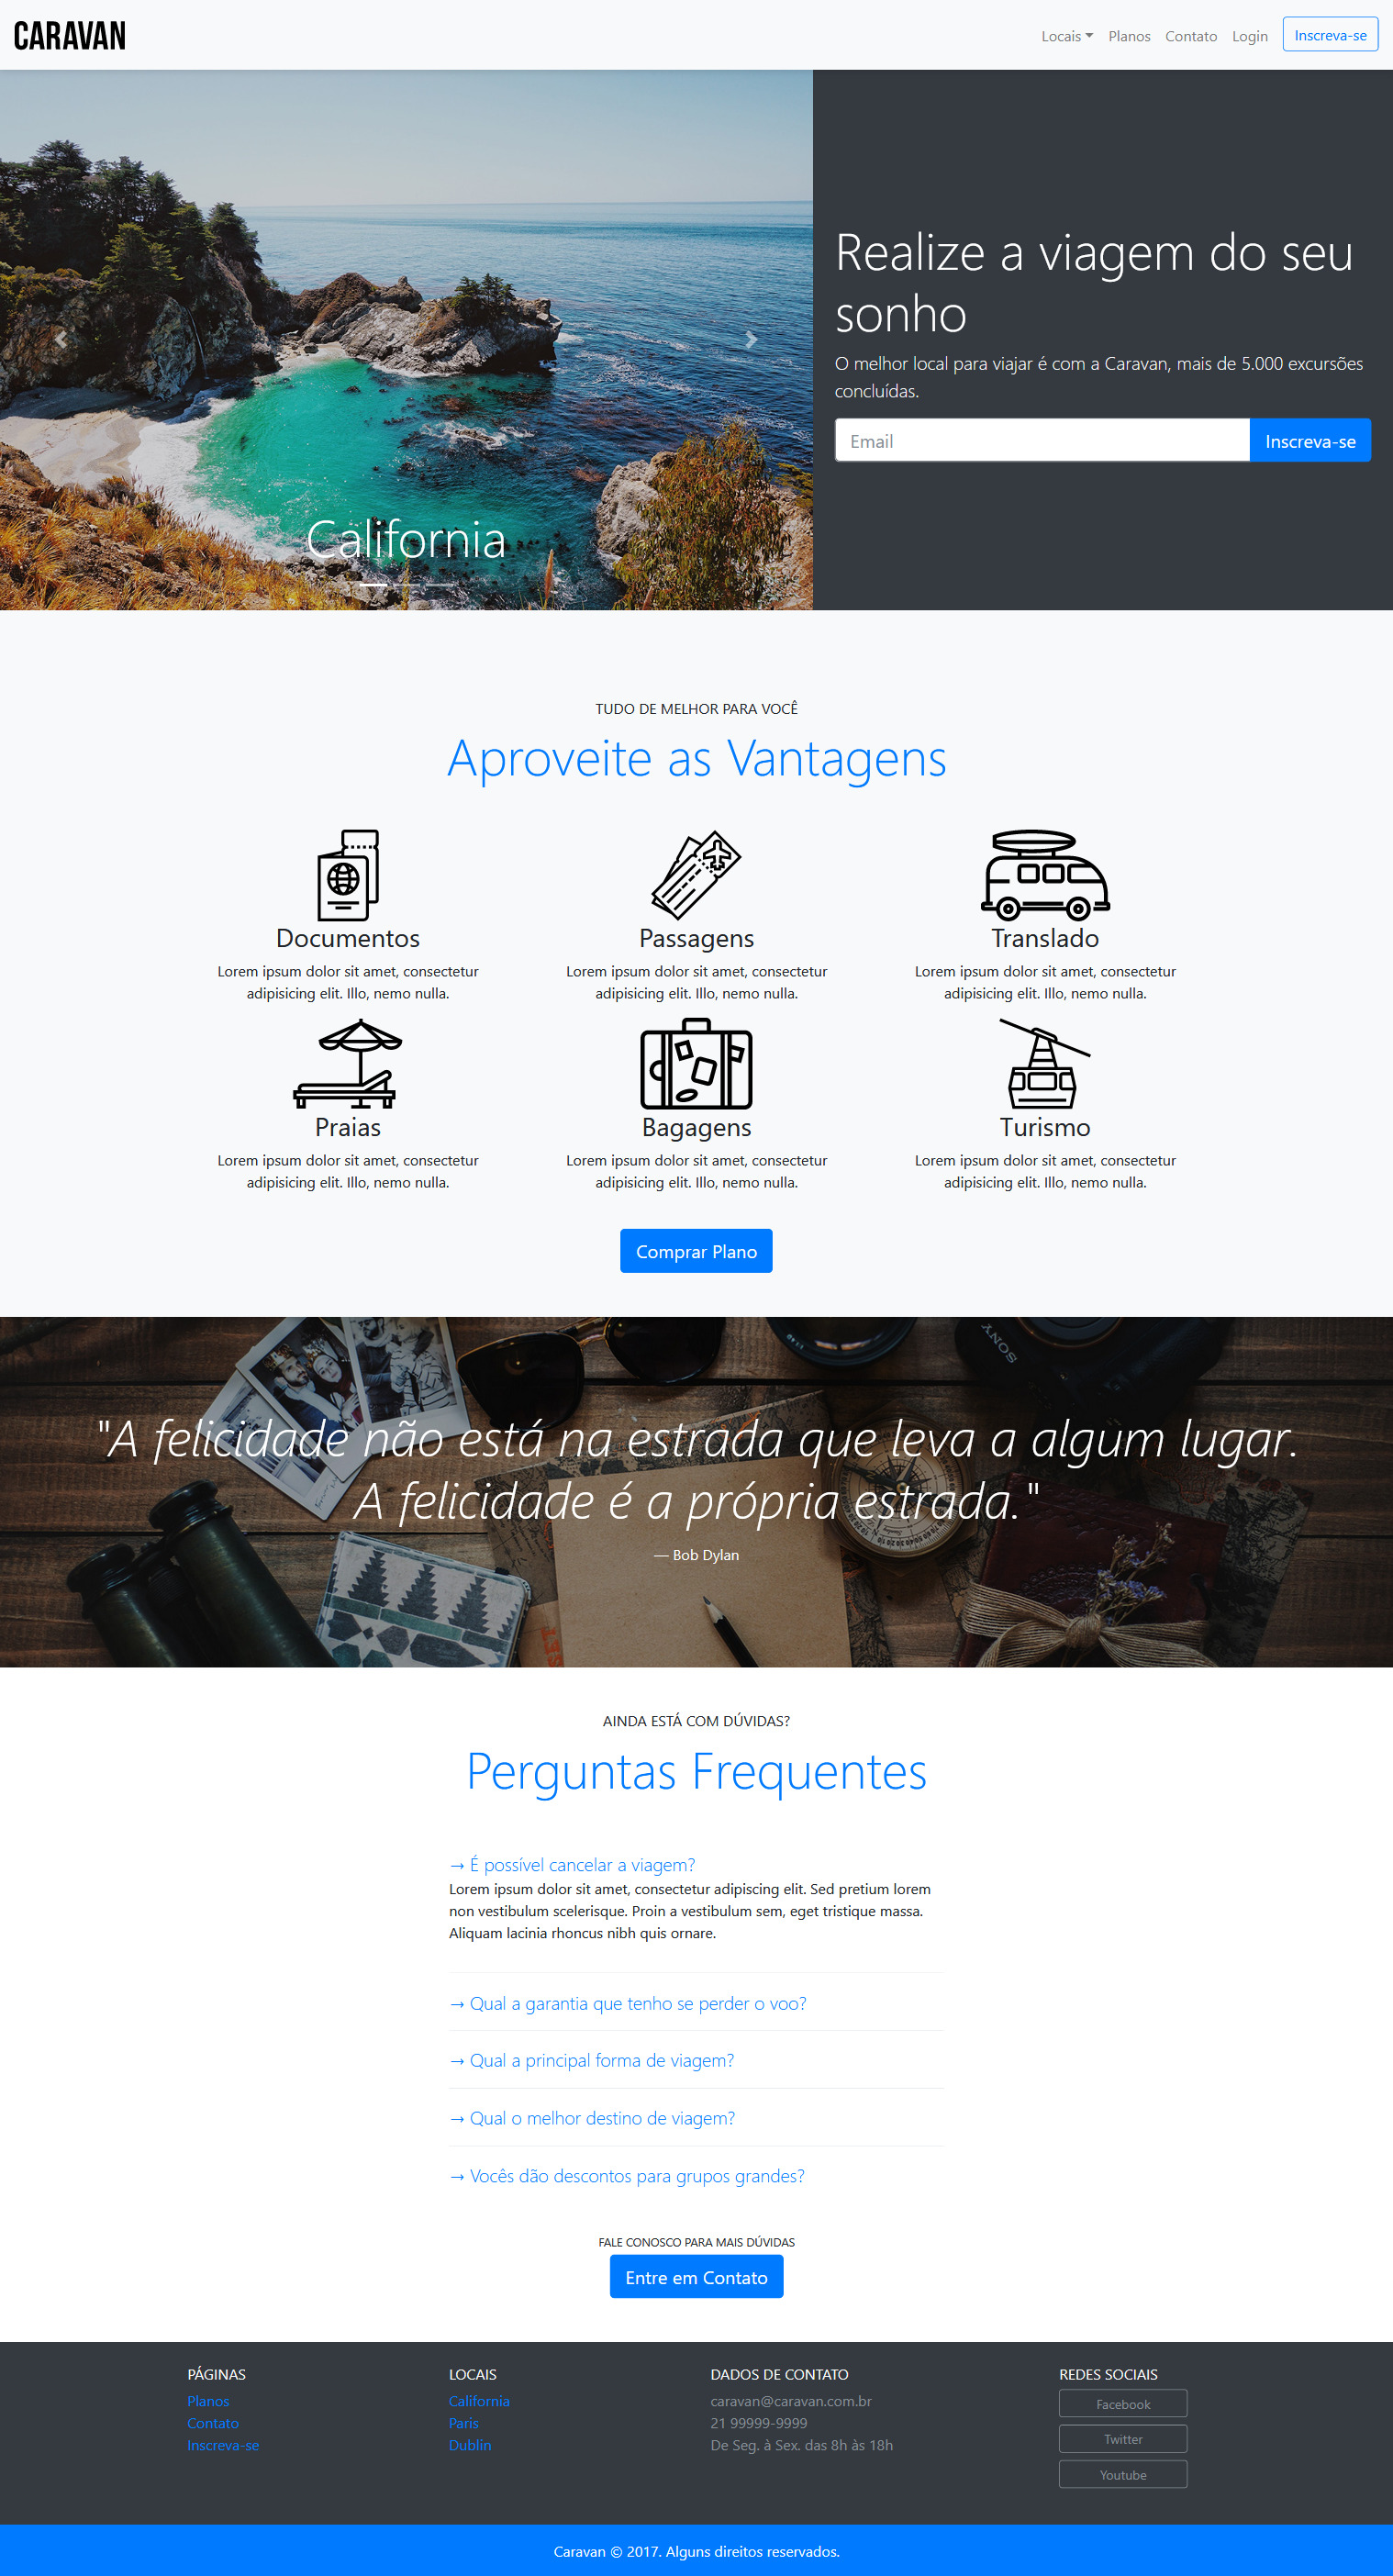 CARAVAN
Locais
Planos
Contato
Login
Inscreva-se
Realize a viagem do seu
sonho
O melhor local para viajar é com a Caravan, mais de 5.000 excursões
concluídas.
Email
Inscreva-se
California
TUDO DE MELHOR PARA VOCÊ
Aproveite as Vantagens
Documentos
Lorem ipsum dolor sit amet, consectetur
adipisicing elit. Illo, nemo nulla.
Passagens
Lorem ipsum dolor sit amet, consectetur
adipisicing elit. Illo, nemo nulla.
Translado
Lorem ipsum dolor sit amet, consectetur
adipisicing elit. Illo, nemo nulla.
Praias
Lorem ipsum dolor sit amet, consectetur
adipisicing elit. Illo, nemo nulla.
Bagagens
Lorem ipsum dolor sit amet, consectetur
adipisicing elit. Illo, nemo nulla.
Turismo
Lorem ipsum dolor sit amet, consectetur
adipisicing elit. Illo, nemo nulla.
Comprar Plano
SONY
"A felicidade não está na estrada que leva a algum lugar.
A felicidade é a própria estrada."
— Bob Dylan
AINDA ESTÁ COM DÚVIDAS?
Perguntas Frequentes
→ É possível cancelar a viagem?
Lorem ipsum dolor sit amet, consectetur adipiscing elit. Sed pretium lorem
non vestibulum scelerisque. Proin a vestibulum sem, eget tristique massa.
Aliquam lacinia rhoncus nibh quis ornare.
→ Qual a garantia que tenho se perder o voo?
→ Qual a principal forma de viagem?
→ Qual o melhor destino de viagem?
→ Vocês dão descontos para grupos grandes?
FALE CONOSCO PARA MAIS DÚVIDAS
Entre em Contato
PÁGINAS
Planos
Contato
Inscreva-se
LOCAIS
California
Paris
Dublin
DADOS DE CONTATO
caravan@caravan.com.br
21 99999-9999
De Seg. à Sex. das 8h às 18h
REDES SOCIAIS
Facebook
Twitter
Youtube
Caravan © 2017. Alguns direitos reservados.